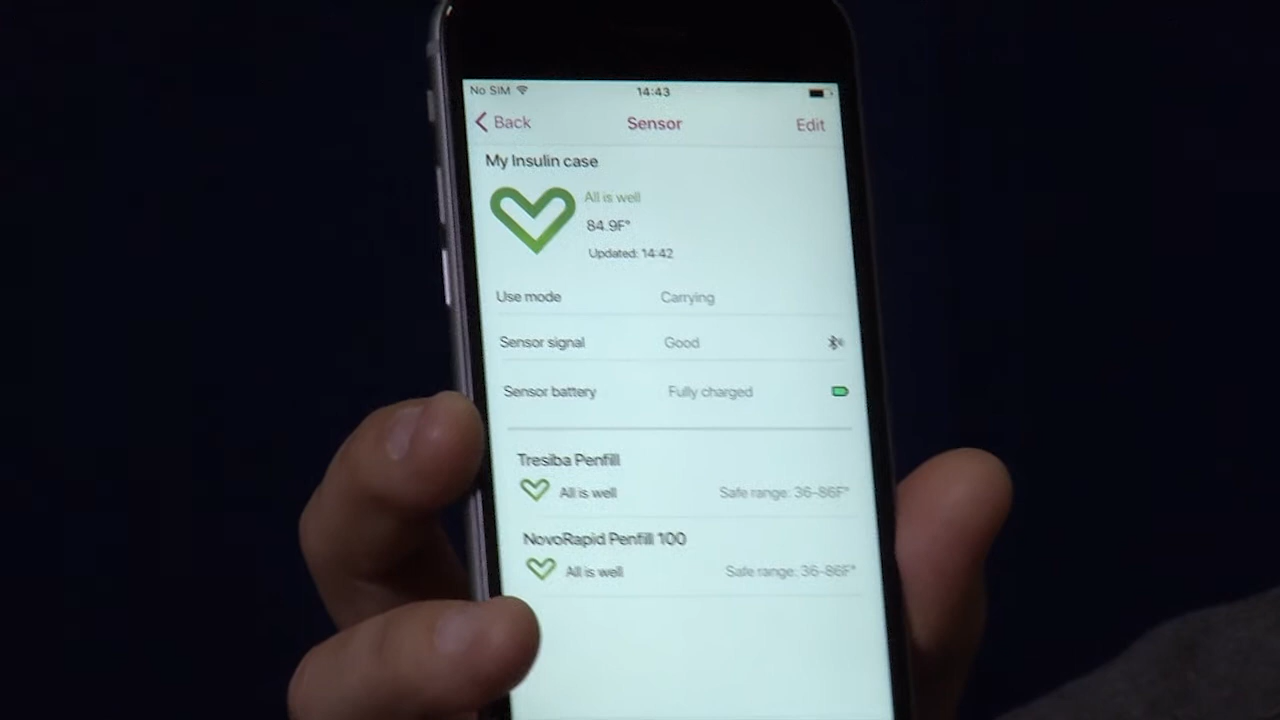 No SIM 14:43
Back Sensor Edit
My Insulin case
All is well
84.9F°
Updated: 14:42
Use mode Carrying
Sensor signal Good
Sensor battery Fully charged
Tresiba Penfill
All is well Safe range: 36-86F°
NovoRapid Penfill 100
All is well Safe range: 36-86F°